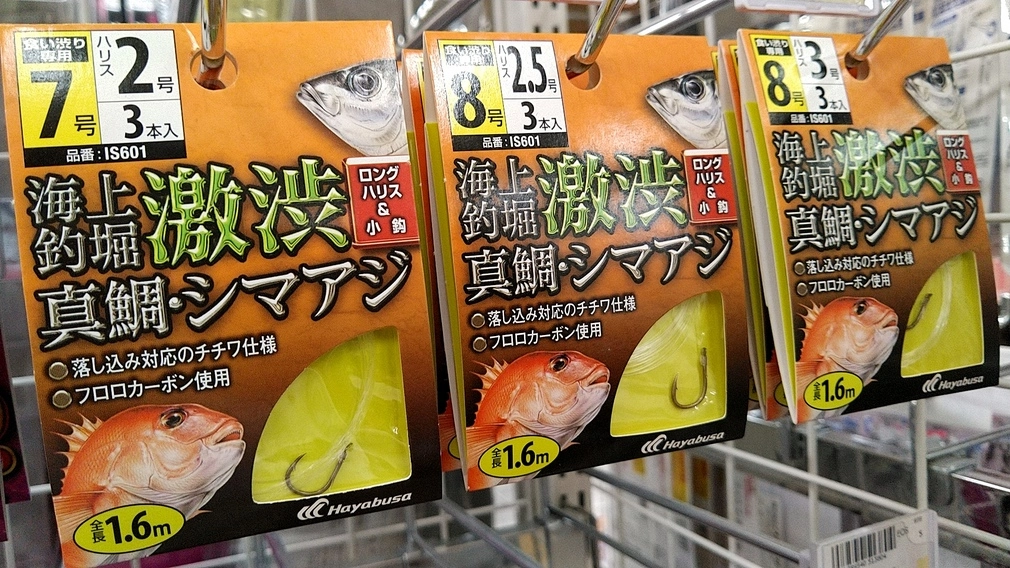 食い渋り専用
7号
ハリス2号
3本入
品番：IS601
海上釣堀激渋
ロングハリス&小鈎
真鯛・シマアジ
落し込み対応のチチワ仕様
フロロカーボン使用
全長1.6m
Hayabusa
食い渋り専用
8号
ハリス2.5号
3本入
品番：IS601
海上釣堀激渋
ロングハリス&小鈎
真鯛・シマアジ
落し込み対応のチチワ仕様
フロロカーボン使用
全長1.6m
Hayabusa
食い渋り専用
8号
ハリス3号
3本入
品番：IS601
海上釣堀激渋
ロングハリス&小鈎
真鯛・シマアジ
落し込み対応のチチワ仕様
フロロカーボン使用
全長1.6m
Hayabusa